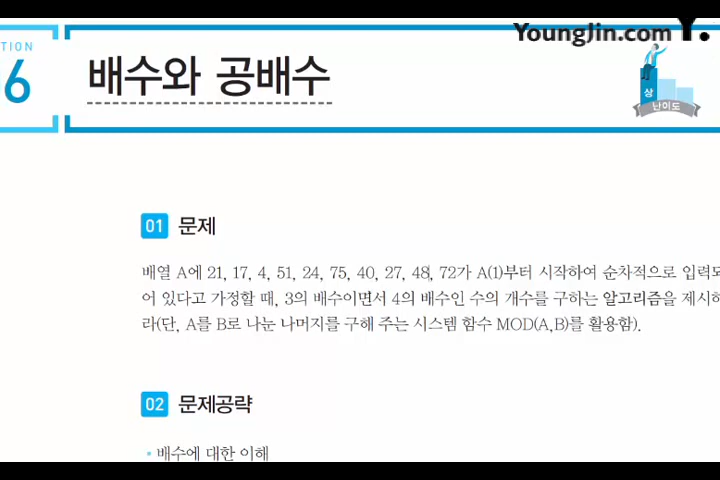 YoungJin.com Y.
TION
6
배수와 공배수
상
난이도
01 문제
배열 A에 21, 17, 4, 51, 24, 75, 40, 27, 48, 72가 A(1)부터 시작하여 순차적으로 입력되
어 있다고 가정할 때, 3의 배수이면서 4의 배수인 수의 개수를 구하는 알고리즘을 제시하
라(단, A를 B로 나눈 나머지를 구해 주는 시스템 함수 MOD(A,B)를 활용함).
02 문제공략
• 배수에 대한 이해